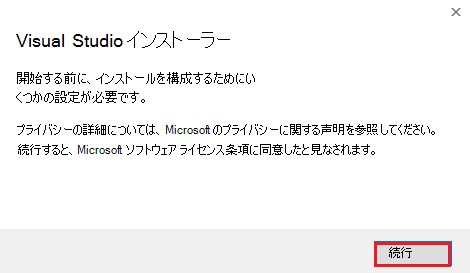 Visual Studio インストーラー
開始する前に、インストールを構成するためにい
くつかの設定が必要です。
プライバシーの詳細については、Microsoft のプライバシーに関する声明を参照してください。
続行すると、Microsoft ソフトウェア ライセンス条項に同意したと見なされます。
続行